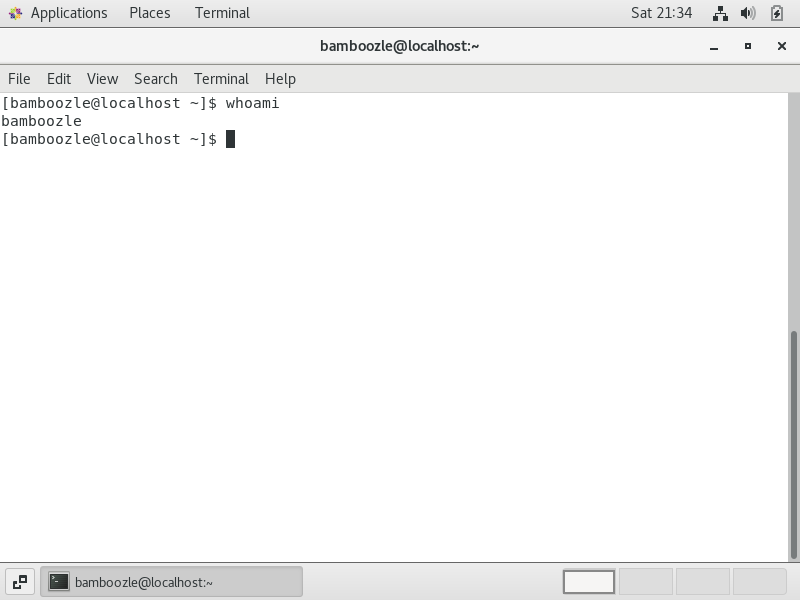 Applications Places Terminal Sat 21:34
bamboozle@localhost:~
File Edit View Search Terminal Help
[bamboozle@localhost ~]$ whoami
bamboozle
[bamboozle@localhost ~]$
bamboozle@localhost:~